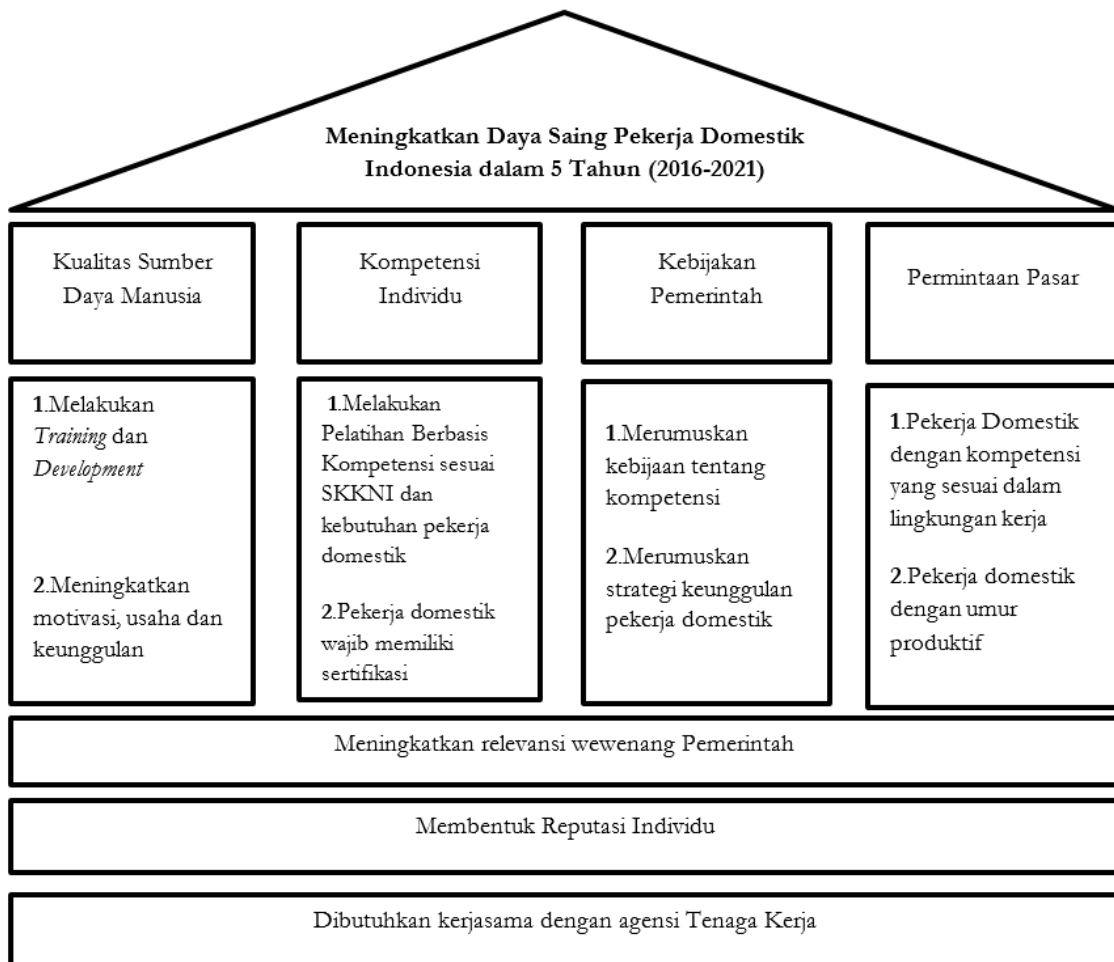 Meningkatkan Daya Saing Pekerja Domestik
Indonesia dalam 5 Tahun (2016-2021)
Kualitas Sumber
Daya Manusia
Kompetensi
Individu
Kebijakan
Pemerintah
Permintaan Pasar
1.Melakukan
Training dan
Development
2.Meningkatkan
motivasi, usaha dan
keunggulan
1.Melakukan
Pelatihan Berbasis
Kompetensi sesuai
SKKNI dan
kebutuhan pekerja
domestik
2.Pekerja domestik
wajib memiliki
sertifikasi
1.Merumuskan
kebijaan tentang
kompetensi
2.Merumuskan
strategi keunggulan
pekerja domestik
1.Pekerja Domestik
dengan kompetensi
yang sesuai dalam
lingkungan kerja
2.Pekerja domestik
dengan umur
produktif
Meningkatkan relevansi wewenang Pemerintah
Membentuk Reputasi Individu
Dibutuhkan kerjasama dengan agensi Tenaga Kerja